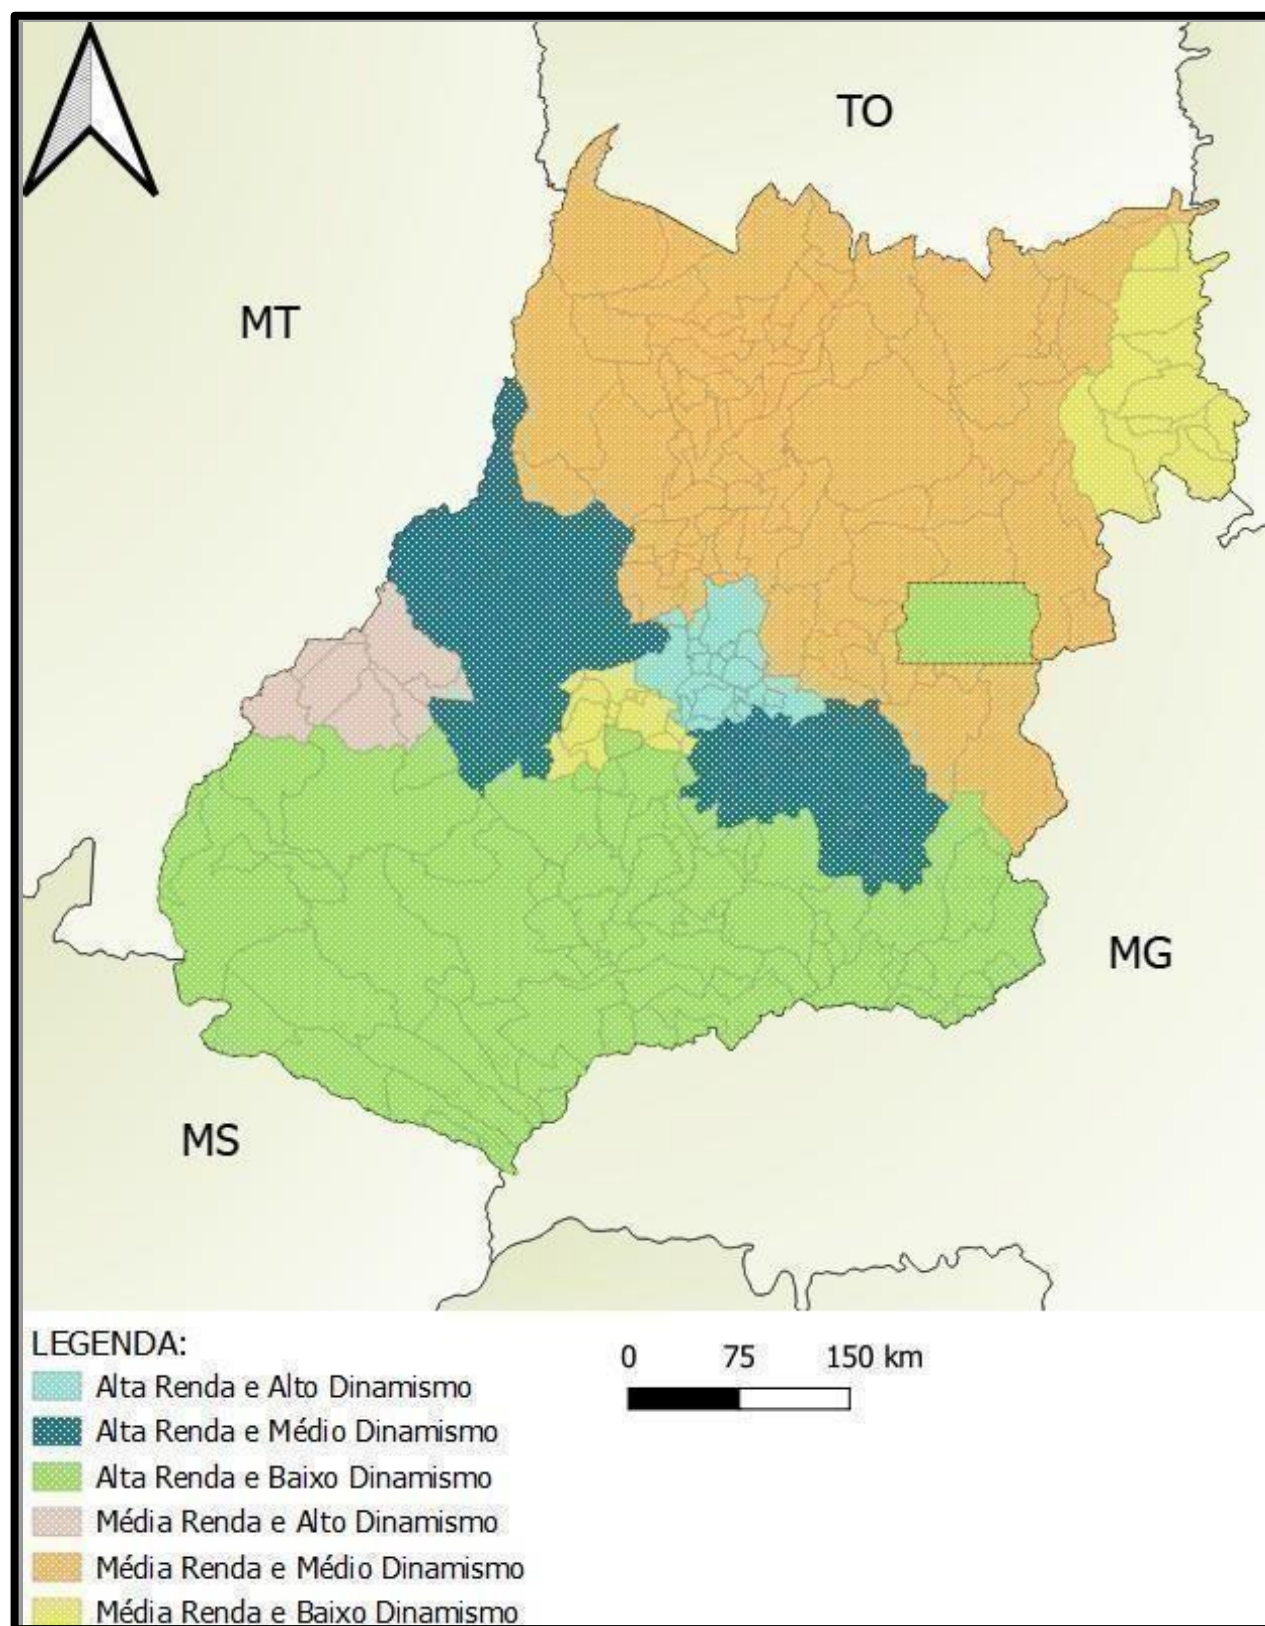 TO
MT
MG
MS
LEGENDA:
0 75 150 km
Alta Renda e Alto Dinamismo
Alta Renda e Médio Dinamismo
Alta Renda e Baixo Dinamismo
Média Renda e Alto Dinamismo
Média Renda e Médio Dinamismo
Média Renda e Baixo Dinamismo